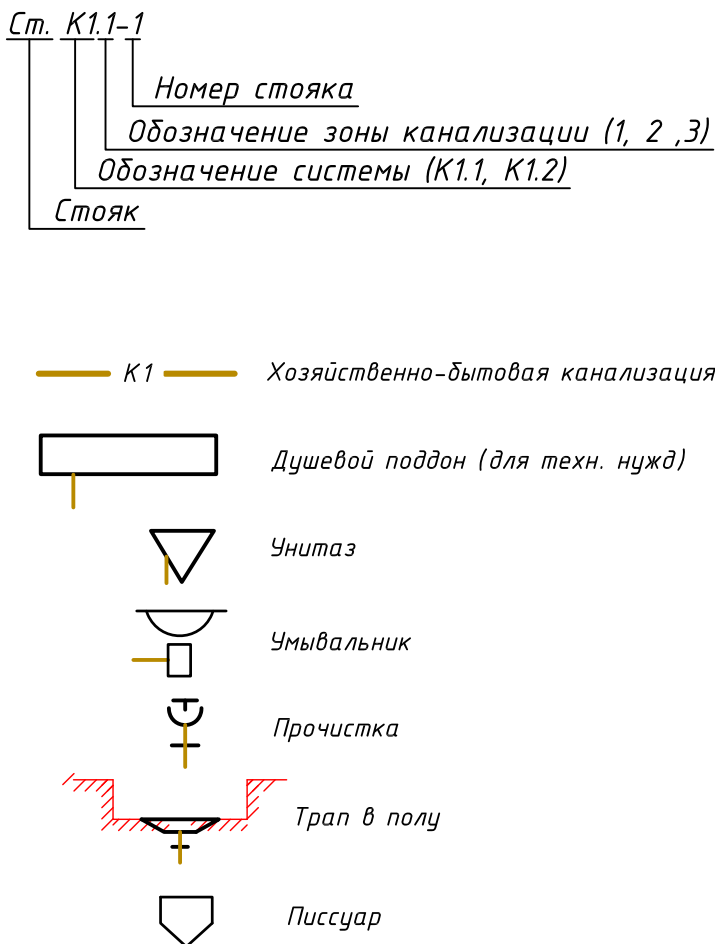 Ст. К1.1-1
Номер стояка
Обозначение зоны канализации (1, 2 ,3)
Обозначение системы (К1.1, К1.2)
Стояк
К1 Хозяйственно-бытовая канализация
Душевой поддон (для техн. нужд)
Унитаз
Умывальник
Прочистка
Трап в полу
Писсуар